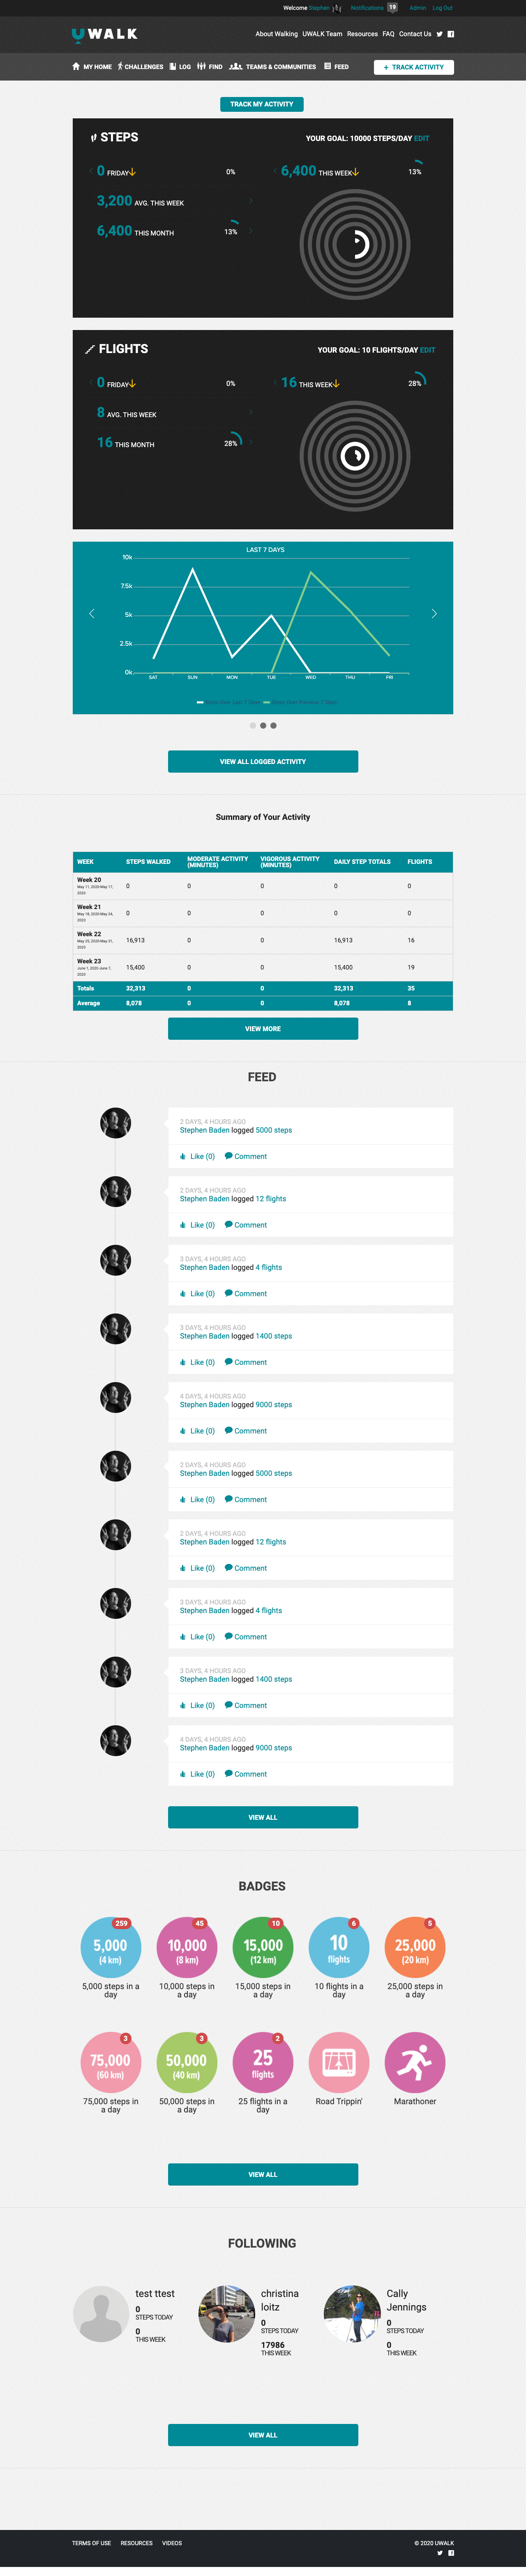 Welcome Stephen Notifications 19 Admin Log Out
UWALK
About Walking UWALK Team Resources FAQ Contact Us
MY HOME CHALLENGES LOG FIND TEAMS & COMMUNITIES FEED + TRACK ACTIVITY
TRACK MY ACTIVITY
STEPS YOUR GOAL: 10000 STEPS/DAY EDIT
0 FRIDAY 0% 6,400 THIS WEEK 13%
3,200 AVG. THIS WEEK
6,400 THIS MONTH 13%
FLIGHTS YOUR GOAL: 10 FLIGHTS/DAY EDIT
0 FRIDAY 0% 16 THIS WEEK 28%
8 AVG. THIS WEEK
16 THIS MONTH 28%
LAST 7 DAYS
10k
7.5k
5k
2.5k
0k
SAT SUN MON TUE WED THU FRI
VIEW ALL LOGGED ACTIVITY
Summary of Your Activity
WEEK STEPS WALKED MODERATE ACTIVITY (MINUTES) VIGOROUS ACTIVITY (MINUTES) DAILY STEP TOTALS FLIGHTS
Week 20
May 11, 2020-May 17,
2020
0 0 0 0 0
Week 21
May 18, 2020-May 24,
2020
0 0 0 0 0
Week 22
May 25, 2020-May 31,
2020
16,913 0 0 16,913 16
Week 23
June 1, 2020-June 7,
2020
15,400 0 0 15,400 19
Totals 32,313 0 0 32,313 35
Average 8,078 0 0 8,078 8
VIEW MORE
FEED
2 DAYS, 4 HOURS AGO
Stephen Baden logged 5000 steps
Like (0) Comment
2 DAYS, 4 HOURS AGO
Stephen Baden logged 12 flights
Like (0) Comment
3 DAYS, 4 HOURS AGO
Stephen Baden logged 4 flights
Like (0) Comment
3 DAYS, 4 HOURS AGO
Stephen Baden logged 1400 steps
Like (0) Comment
4 DAYS, 4 HOURS AGO
Stephen Baden logged 9000 steps
Like (0) Comment
2 DAYS, 4 HOURS AGO
Stephen Baden logged 5000 steps
Like (0) Comment
2 DAYS, 4 HOURS AGO
Stephen Baden logged 12 flights
Like (0) Comment
3 DAYS, 4 HOURS AGO
Stephen Baden logged 4 flights
Like (0) Comment
3 DAYS, 4 HOURS AGO
Stephen Baden logged 1400 steps
Like (0) Comment
4 DAYS, 4 HOURS AGO
Stephen Baden logged 9000 steps
Like (0) Comment
VIEW ALL
BADGES
259 45 10 6 5
5,000 10,000 15,000 10 25,000
(4 km) (8 km) (12 km) flights (20 km)
5,000 steps in a day
10,000 steps in a day
15,000 steps in a day
10 flights in a day
25,000 steps in a day
3 3 2
75,000 50,000 25
(60 km) (40 km) flights
75,000 steps in a day
50,000 steps in a day
25 flights in a day
Road Trippin'
Marathoner
VIEW ALL
FOLLOWING
test ttest
0
STEPS TODAY
0
THIS WEEK
christina
loitz
0
STEPS TODAY
17986
THIS WEEK
Cally
Jennings
0
STEPS TODAY
0
THIS WEEK
VIEW ALL
TERMS OF USE RESOURCES VIDEOS © 2020 UWALK